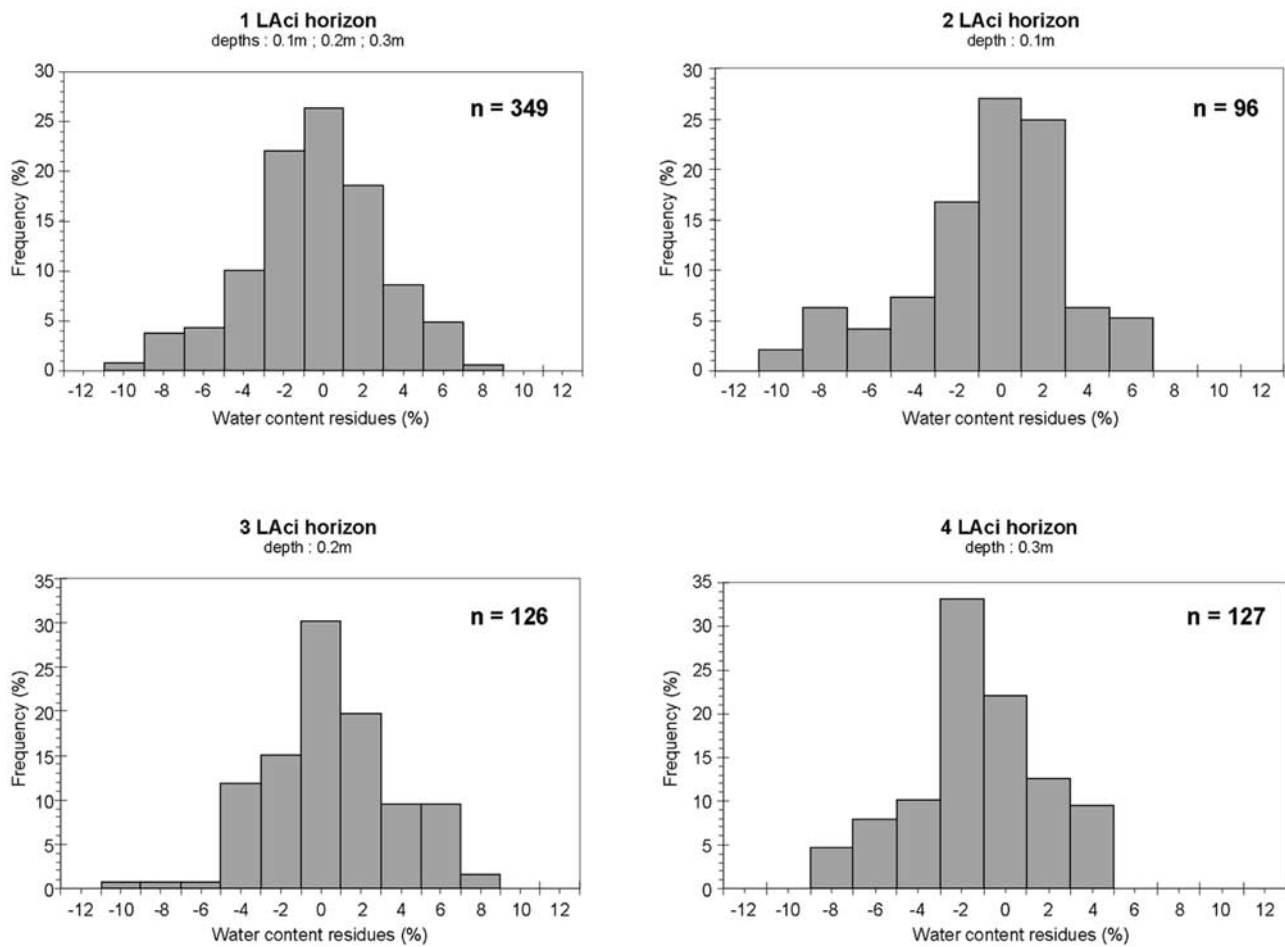 1 LAci horizon
depths : 0.1m ; 0.2m ; 0.3m
n = 349
Frequency (%)
30
25
20
15
10
5
0
-12 -10 -8 -6 -4 -2 0 2 4 6 8 10 12
Water content residues (%)
2 LAci horizon
depth : 0.1m
n = 96
Frequency (%)
30
25
20
15
10
5
0
-12 -10 -8 -6 -4 -2 0 2 4 6 8 10 12
Water content residues (%)
3 LAci horizon
depth : 0.2m
n = 126
Frequency (%)
35
30
25
20
15
10
5
0
-12 -10 -8 -6 -4 -2 0 2 4 6 8 10 12
Water content residues (%)
4 LAci horizon
depth : 0.3m
n = 127
Frequency (%)
35
30
25
20
15
10
5
0
-12 -10 -8 -6 -4 -2 0 2 4 6 8 10 12
Water content residues (%)